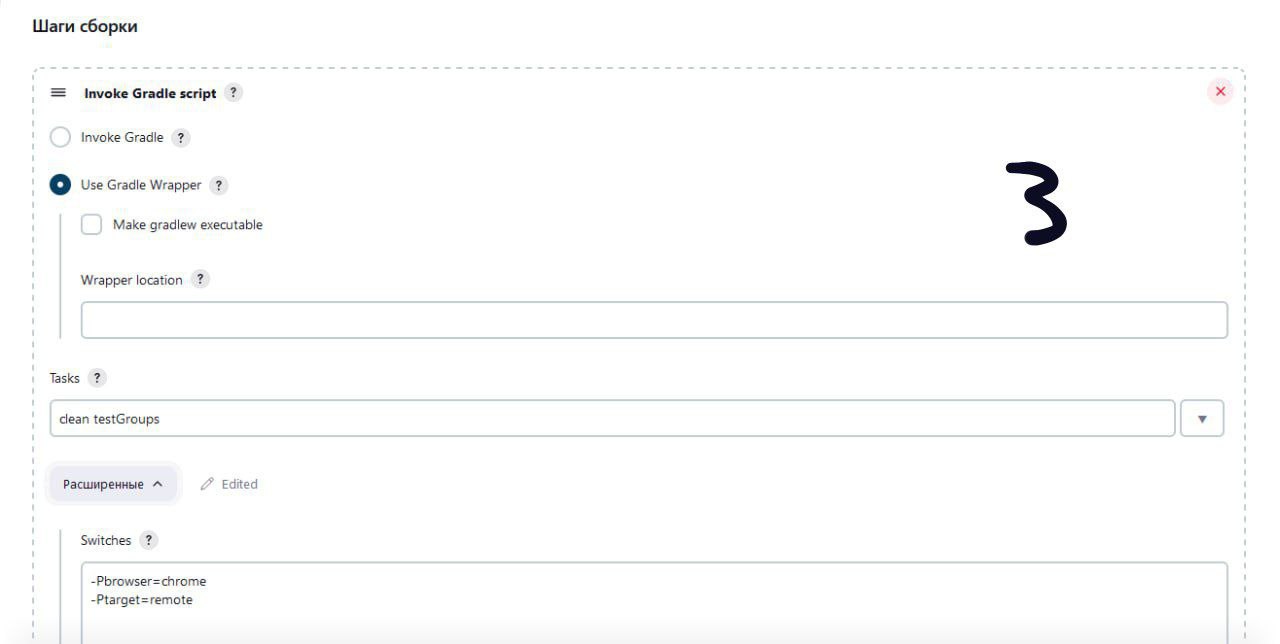 Шаги сборки
Invoke Gradle script ?
Invoke Gradle ?
Use Gradle Wrapper ?
3
Make gradlew executable
Wrapper location ?
Tasks ?
clean testGroups
Расширенные
Edited
Switches ?
-Pbrowser=chrome
-Ptarget=remote